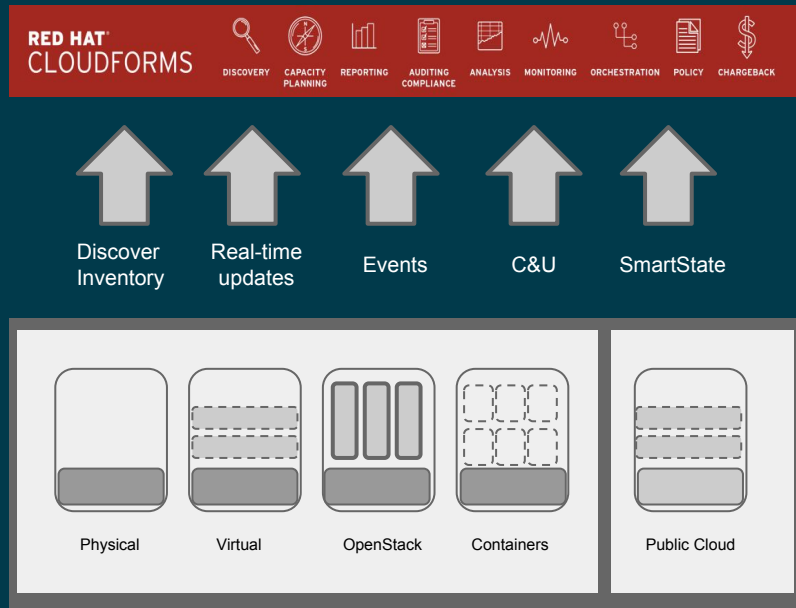 RED HAT®
CLOUDFORMS
DISCOVERY
CAPACITY
PLANNING
REPORTING
AUDITING
COMPLIANCE
ANALYSIS
MONITORING
ORCHESTRATION
POLICY
CHARGEBACK
Discover
Inventory
Real-time
updates
Events
C&U
SmartState
Physical
Virtual
OpenStack
Containers
Public Cloud